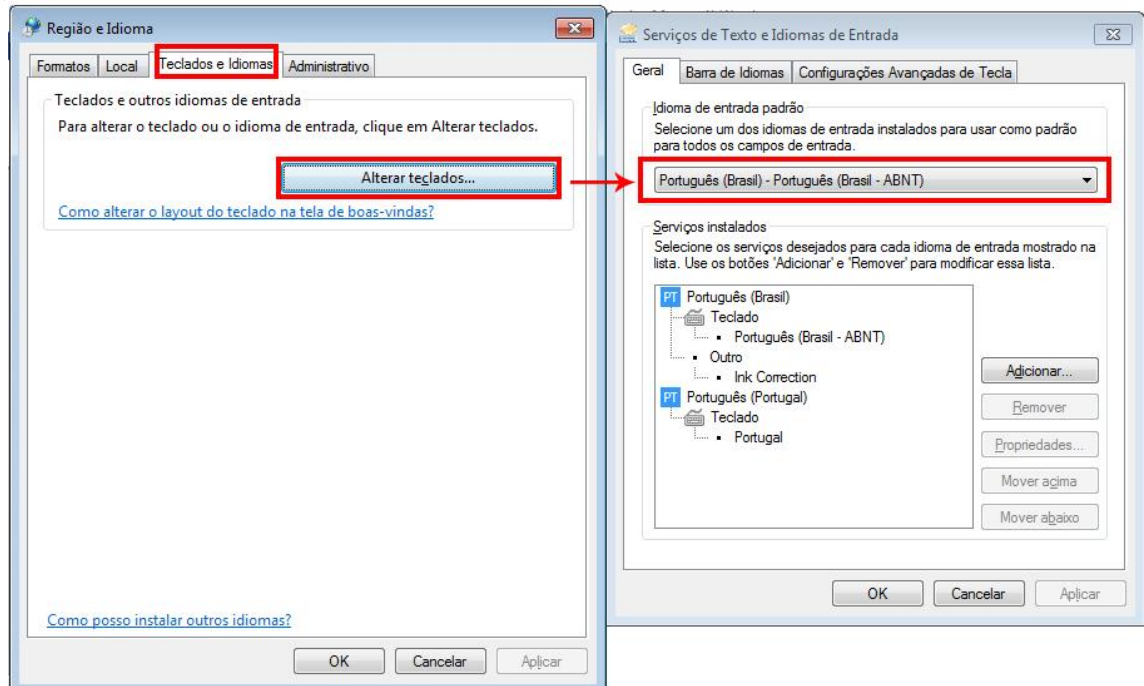 Região e Idioma
Formatos Local Teclados e Idiomas Administrativo
Teclados e outros idiomas de entrada
Para alterar o teclado ou o idioma de entrada, clique em Alterar teclados.
Alterar teclados...
Como alterar o layout do teclado na tela de boas-vindas?
Como posso instalar outros idiomas?
OK Cancelar Aplicar
Serviços de Texto e Idiomas de Entrada
Geral Barra de Idiomas Configurações Avançadas de Tecla
Idioma de entrada padrão
Selecione um dos idiomas de entrada instalados para usar como padrão
para todos os campos de entrada.
Português (Brasil) - Português (Brasil - ABNT)
Serviços instalados
Selecione os serviços desejados para cada idioma de entrada mostrado na
lista. Use os botões 'Adicionar' e 'Remover' para modificar essa lista.
PT Português (Brasil)
Teclado
Português (Brasil - ABNT)
Outro
Ink Correction
PT Português (Portugal)
Teclado
Portugal
Adicionar...
Remover
Propriedades...
Mover acima
Mover abaixo
OK Cancelar Aplicar